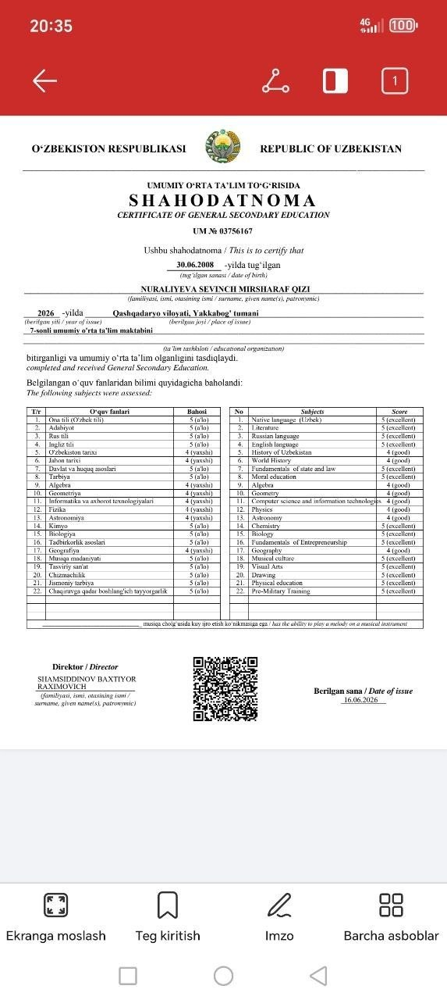 20:35
4G
100
1
O‘ZBEKISTON RESPUBLIKASI
REPUBLIC OF UZBEKISTAN
UMUMIY O‘RTA TA’LIM TO‘G‘RISIDA
SHAHODATNOMA
CERTIFICATE OF GENERAL SECONDARY EDUCATION
UM № 03756167
Ushbu shahodatnoma / This is to certify that
30.06.2008 -yilda tug‘ilgan
(tug‘ilgan sanasi / date of birth)
NURALIYEVA SEVINCH MIRSHARAF QIZI
(familiyasi, ismi, otasining ismi / surname, given name(s), patronymic)
2026 -yilda Qashqadaryo viloyati, Yakkabog' tumani
(berilgan yili / year of issue) (berilgan joyi / place of issue)
7-sonli umumiy o'rta ta'lim maktabini
(ta’lim tashkiloti / educational organization)
bitirganligi va umumiy o‘rta ta’lim olganligini tasdiqlaydi.
completed and received General Secondary Education.
Belgilangan o‘quv fanlaridan bilimi quyidagicha baholandi:
The following subjects were assessed:
T/r O‘quv fanlari Bahosi No Subjects Score
1. Ona tili (O'zbek tili) 5 (a'lo) 1. Native language (Uzbek) 5 (excellent)
2. Adabiyot 5 (a'lo) 2. Literature 5 (excellent)
3. Rus tili 5 (a'lo) 3. Russian language 5 (excellent)
4. Ingliz tili 5 (a'lo) 4. English language 5 (excellent)
5. O'zbekiston tarixi 4 (yaxshi) 5. History of Uzbekistan 4 (good)
6. Jahon tarixi 4 (yaxshi) 6. World History 4 (good)
7. Davlat va huquq asoslari 5 (a'lo) 7. Fundamentals of state and law 5 (excellent)
8. Tarbiya 5 (a'lo) 8. Moral education 5 (excellent)
9. Algebra 4 (yaxshi) 9. Algebra 4 (good)
10. Geometriya 4 (yaxshi) 10. Geometry 4 (good)
11. Informatika va axborot texnologiyalari 4 (yaxshi) 11. Computer science and information technologies 4 (good)
12. Fizika 4 (yaxshi) 12. Physics 4 (good)
13. Astronomiya 4 (yaxshi) 13. Astronomy 4 (good)
14. Kimyo 5 (a'lo) 14. Chemistry 5 (excellent)
15. Biologiya 5 (a'lo) 15. Biology 5 (excellent)
16. Tadbirkorlik asoslari 5 (a'lo) 16. Fundamentals of Entrepreneurship 5 (excellent)
17. Geografiya 4 (yaxshi) 17. Geography 4 (good)
18. Musiqa madaniyati 5 (a'lo) 18. Musical culture 5 (excellent)
19. Tasviriy san'at 5 (a'lo) 19. Visual Arts 5 (excellent)
20. Chizmachilik 5 (a'lo) 20. Drawing 5 (excellent)
21. Jismoniy tarbiya 5 (a'lo) 21. Physical education 5 (excellent)
22. Chaqiruvga qadar boshlang'ich tayyorgarlik 5 (a'lo) 22. Pre-Military Training 5 (excellent)
musiqa cholg‘usida kuy ijro etish ko‘nikmasiga ega / has the ability to play a melody on a musical instrument
Direktor / Director
SHAMSIDDINOV BAXTIYOR
RAXIMOVICH
(familiyasi, ismi, otasining ismi /
surname, given name(s), patronymic)
Berilgan sana / Date of issue
16.06.2026
Ekranga moslash
Teg kiritish
Imzo
Barcha asboblar